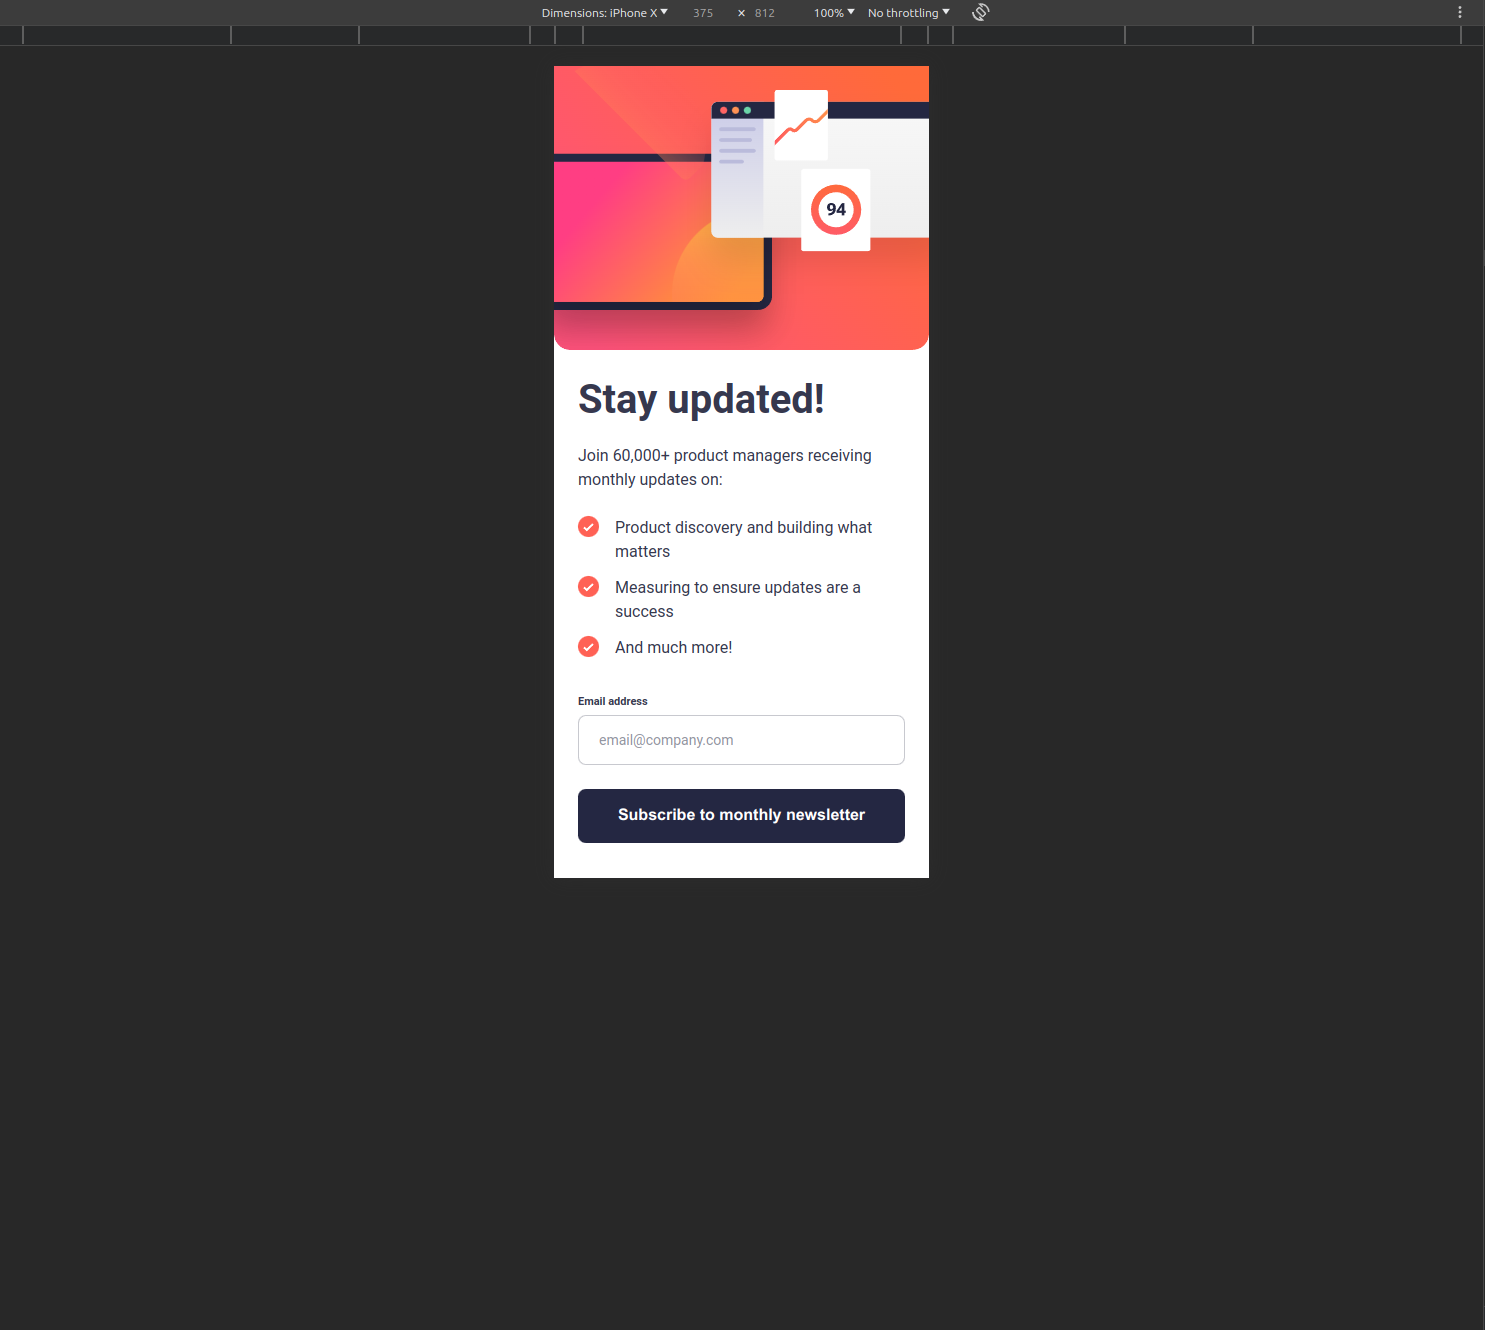 Dimensions: iPhone X 375 × 812 100% No throttling
94
Stay updated!
Join 60,000+ product managers receiving
monthly updates on:
Product discovery and building what
matters
Measuring to ensure updates are a
success
And much more!
Email address
email@company.com
Subscribe to monthly newsletter